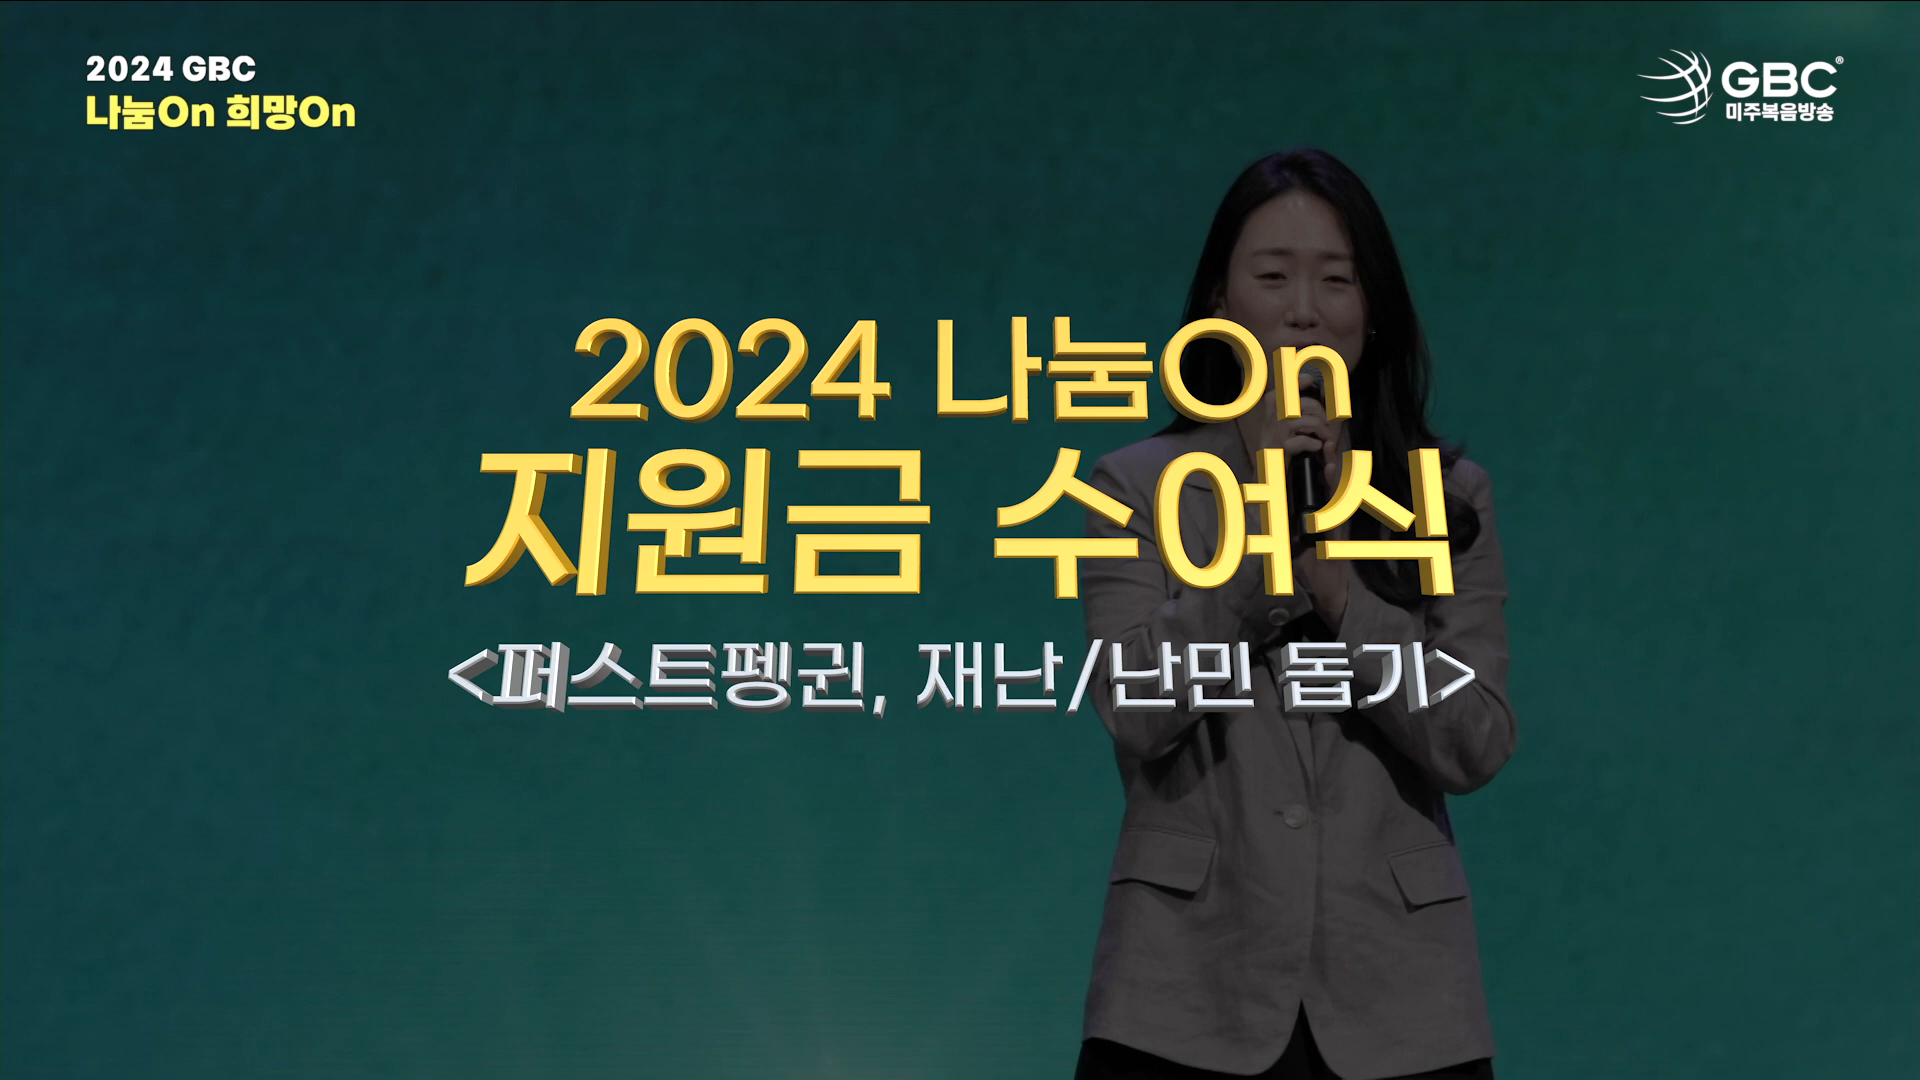 2024 GBC
나눔On 희망On
GBC®
미주복음방송
2024 나눔On
지원금 수여식
<퍼스트펭귄, 재난/난민 돕기>